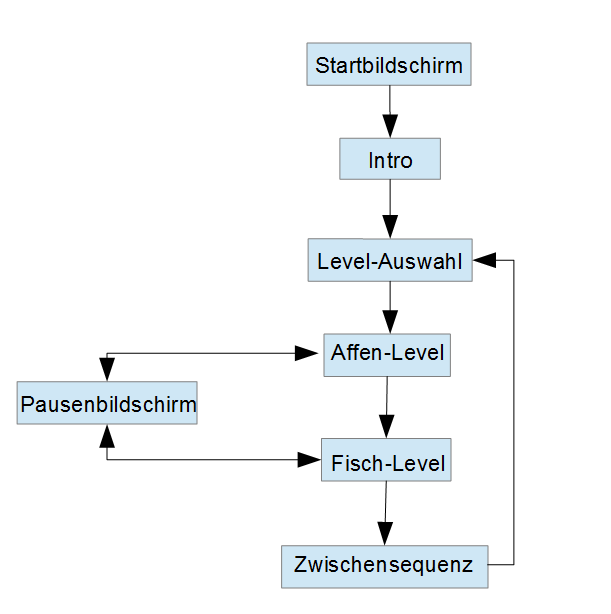 Startbildschirm
Intro
Level-Auswahl
Affen-Level
Pausenbildschirm
Fisch-Level
Zwischensequenz